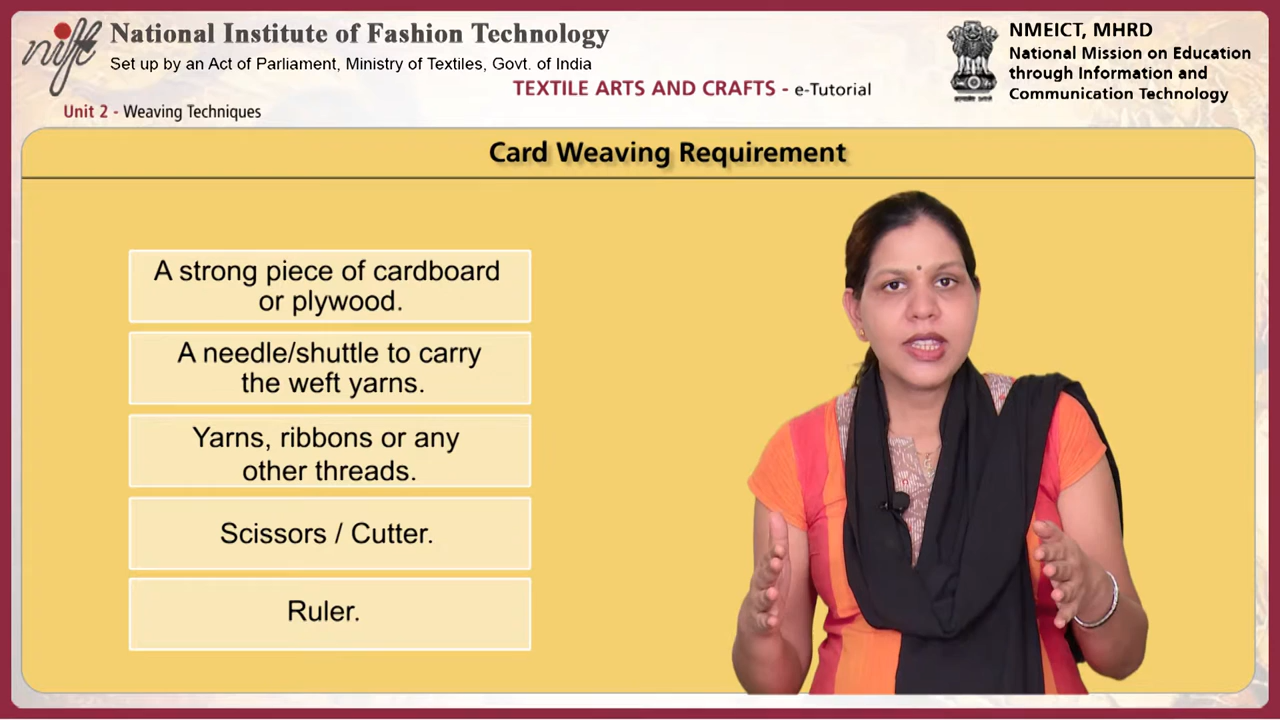 nift
National Institute of Fashion Technology
Set up by an Act of Parliament, Ministry of Textiles, Govt. of India
TEXTILE ARTS AND CRAFTS - e-Tutorial
Unit 2 - Weaving Techniques
NMEICT, MHRD
National Mission on Education
through Information and
Communication Technology
Card Weaving Requirement
A strong piece of cardboard
or plywood.
A needle/shuttle to carry
the weft yarns.
Yarns, ribbons or any
other threads.
Scissors / Cutter.
Ruler.